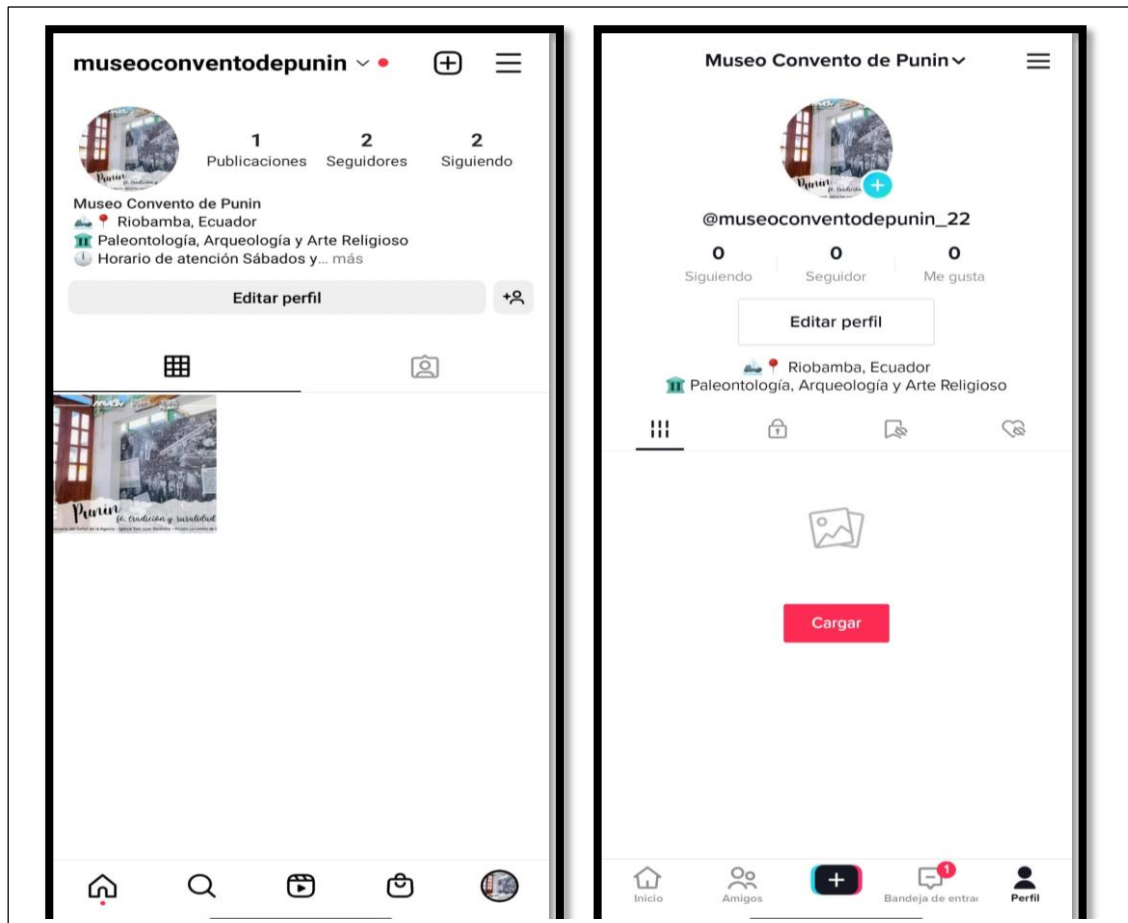 museoconventodepunin
1 2 2
Publicaciones Seguidores Siguiendo
Museo Convento de Punin
Riobamba, Ecuador
Paleontología, Arqueología y Arte Religioso
Horario de atención Sábados y... más
Editar perfil
Punin
fé, tradición y ruralidad
Museo Convento de Punin
Punin
@museoconventodepunin_22
0 0 0
Siguiendo Seguidor Me gusta
Editar perfil
Riobamba, Ecuador
Paleontología, Arqueología y Arte Religioso
Cargar
1
Inicio Amigos Bandeja de entrad Perfil